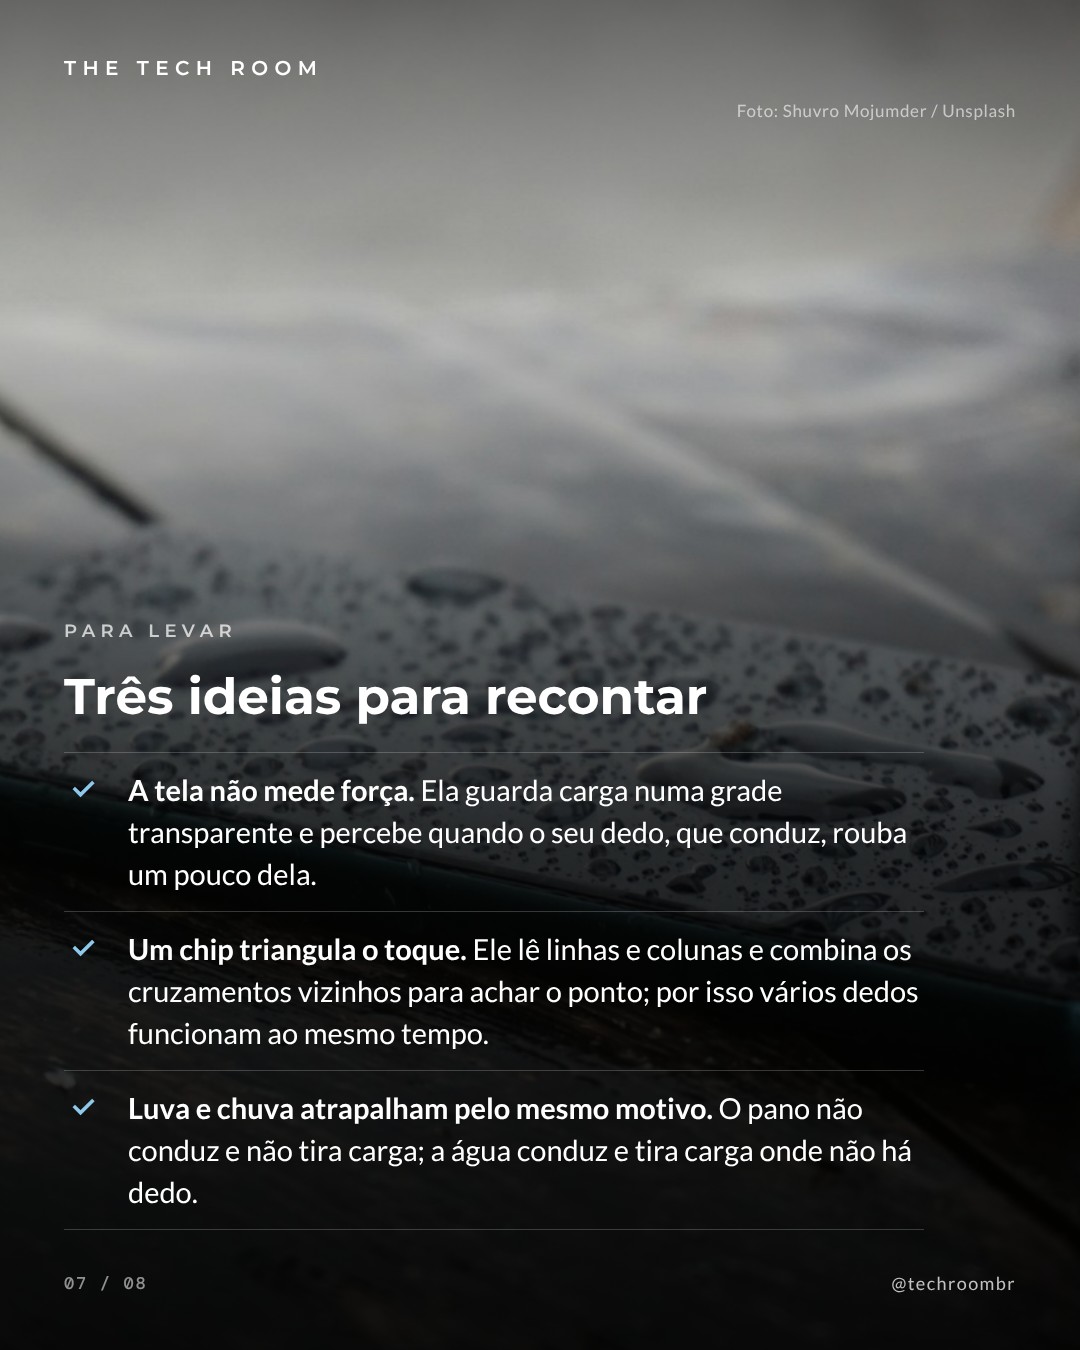 THE TECH ROOM
Foto: Shuvro Mojumder / Unsplash
PARA LEVAR
Três ideias para recontar
A tela não mede força. Ela guarda carga numa grade
transparente e percebe quando o seu dedo, que conduz, rouba
um pouco dela.
Um chip triangula o toque. Ele lê linhas e colunas e combina os
cruzamentos vizinhos para achar o ponto; por isso vários dedos
funcionam ao mesmo tempo.
Luva e chuva atrapalham pelo mesmo motivo. O pano não
conduz e não tira carga; a água conduz e tira carga onde não há
dedo.
07 / 08
@techroombr